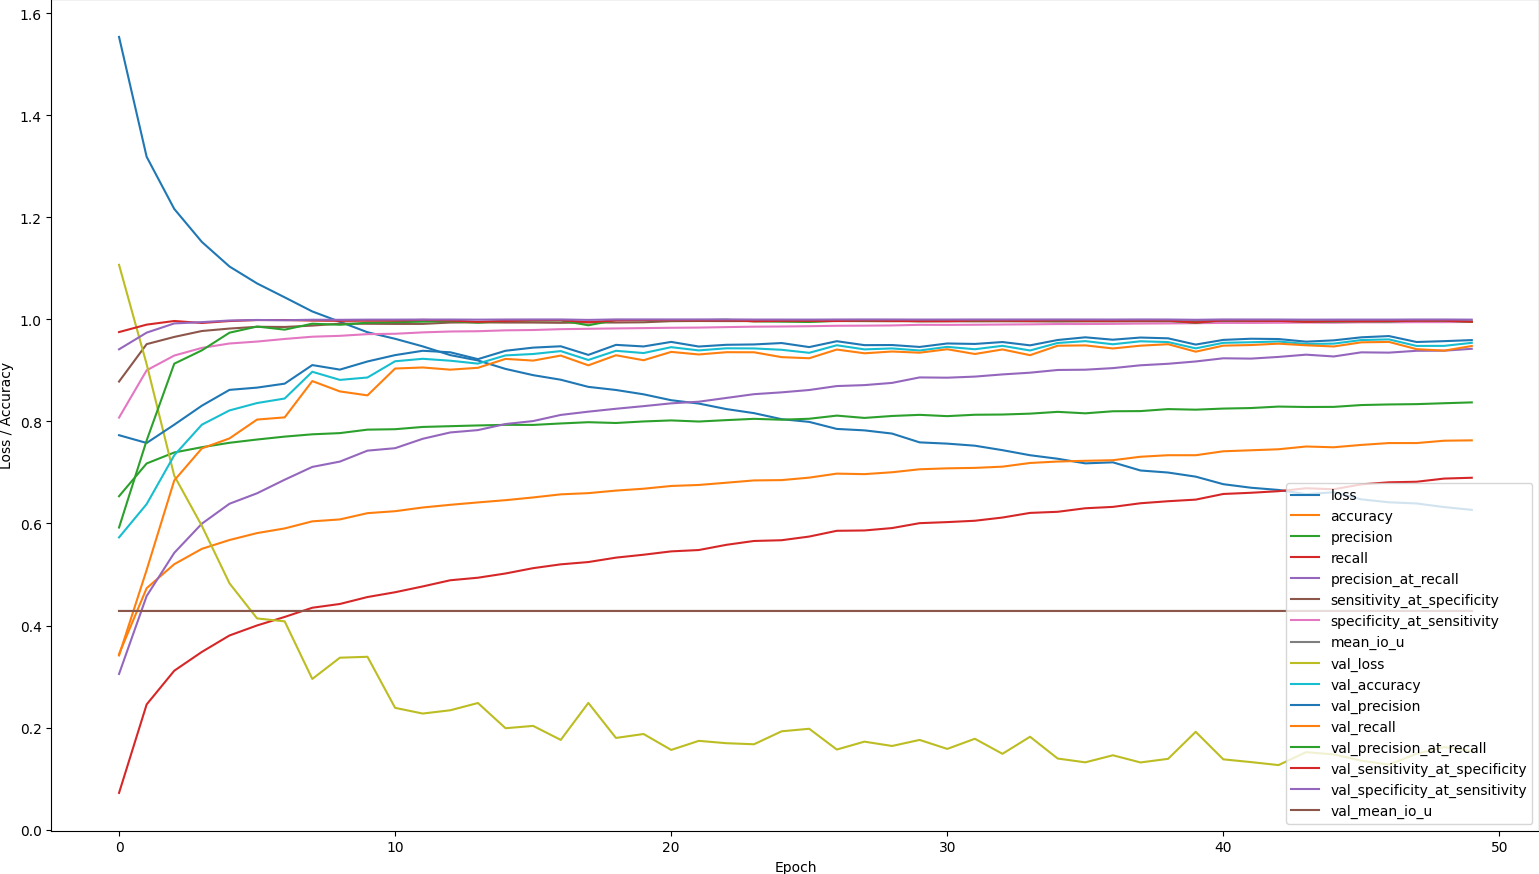 1.6
1.4
1.2
1.0
0.8
0.6
0.4
0.2
0.0
Loss / Accuracy
0
10
20
30
40
50
Epoch
loss
accuracy
precision
recall
precision_at_recall
sensitivity_at_specificity
specificity_at_sensitivity
mean_io_u
val_loss
val_accuracy
val_precision
val_recall
val_precision_at_recall
val_sensitivity_at_specificity
val_specificity_at_sensitivity
val_mean_io_u